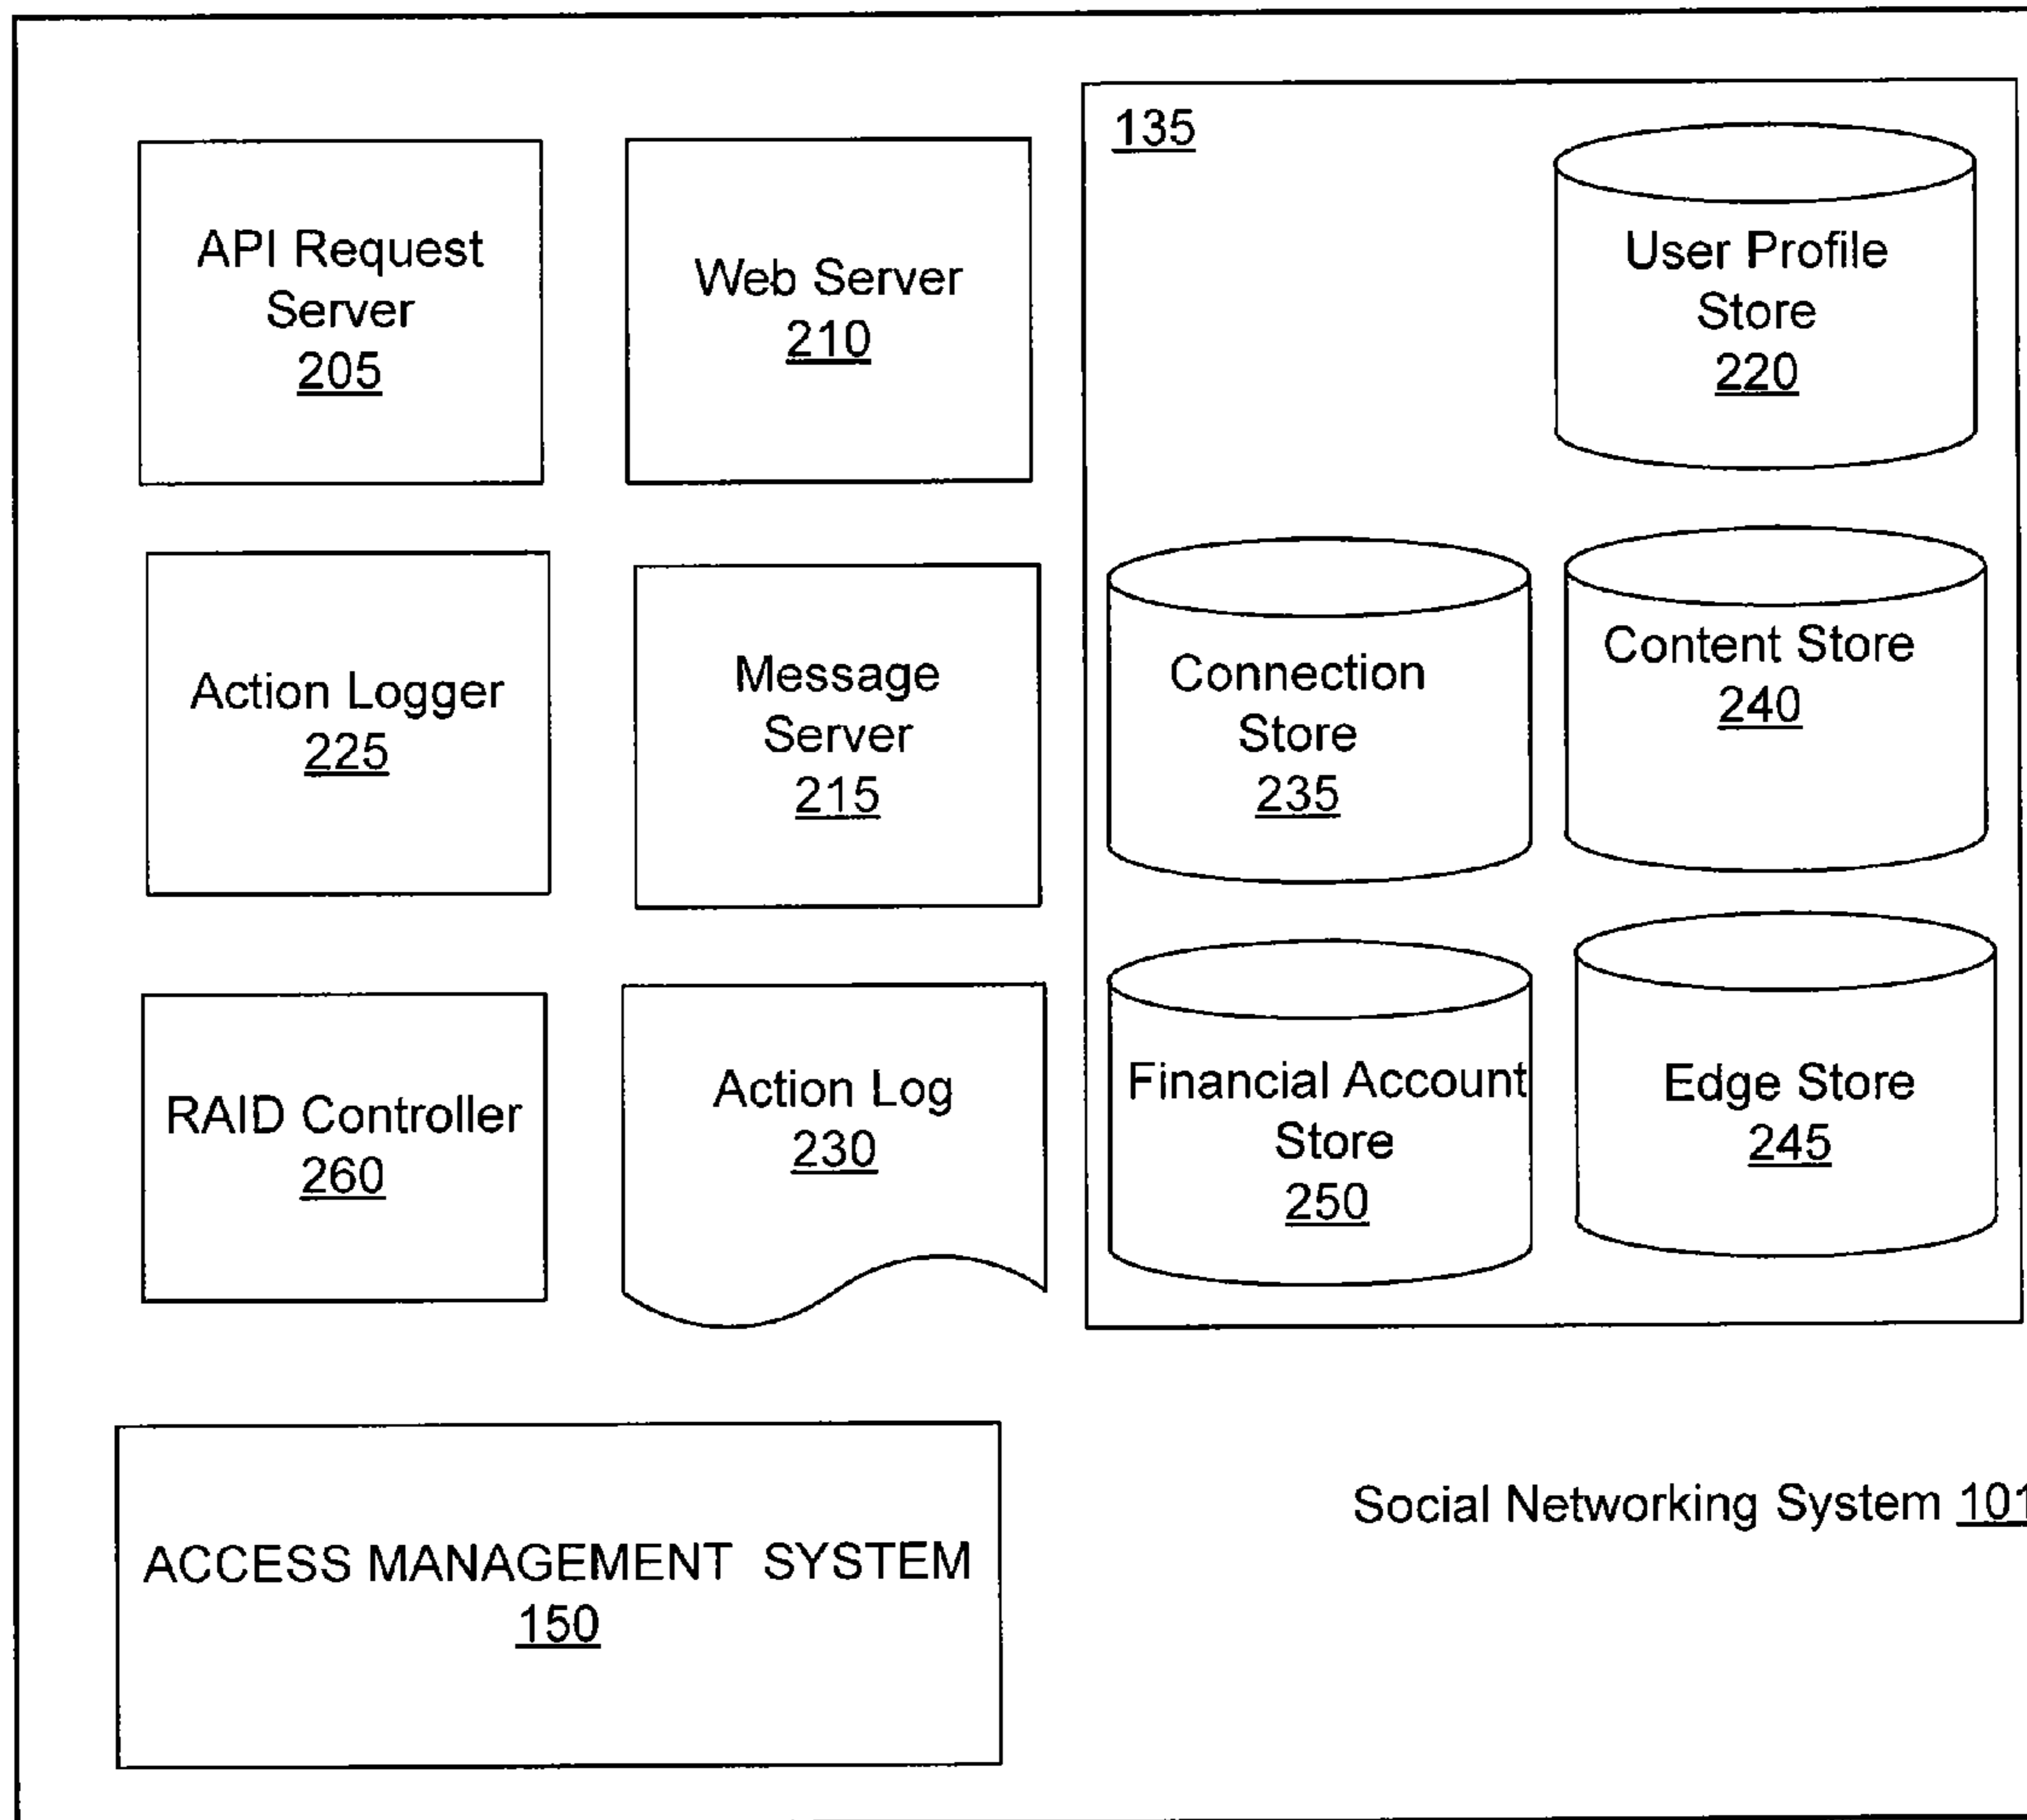 135
API Request
Server
205
Web Server
210
User Profile
Store
220
Action Logger
225
Message
Server
215
Connection
Store
235
Content Store
240
RAID Controller
260
Action Log
230
Financial Account
Store
250
Edge Store
245
ACCESS MANAGEMENT SYSTEM
150
Social Networking System 101